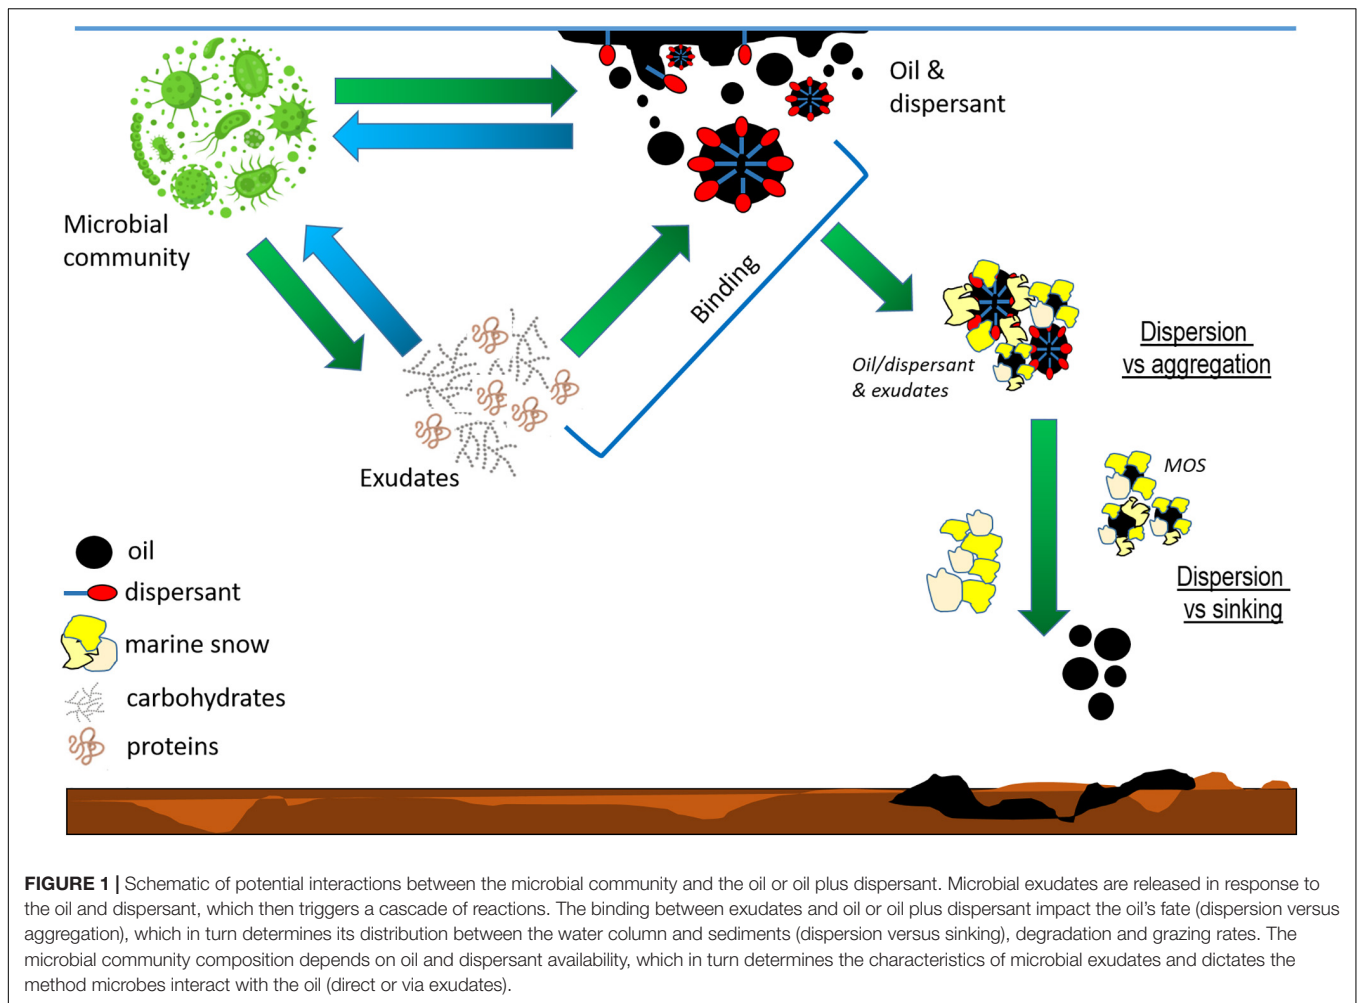 Oil &
dispersant
Microbial
community
Binding
Oil/dispersant
& exudates
Dispersion
vs aggregation
Exudates
MOS
Dispersion
vs sinking
oil
dispersant
marine snow
carbohydrates
proteins
FIGURE 1 | Schematic of potential interactions between the microbial community and the oil or oil plus dispersant. Microbial exudates are released in response to
the oil and dispersant, which then triggers a cascade of reactions. The binding between exudates and oil or oil plus dispersant impact the oil's fate (dispersion versus
aggregation), which in turn determines its distribution between the water column and sediments (dispersion versus sinking), degradation and grazing rates. The
microbial community composition depends on oil and dispersant availability, which in turn determines the characteristics of microbial exudates and dictates the
method microbes interact with the oil (direct or via exudates).